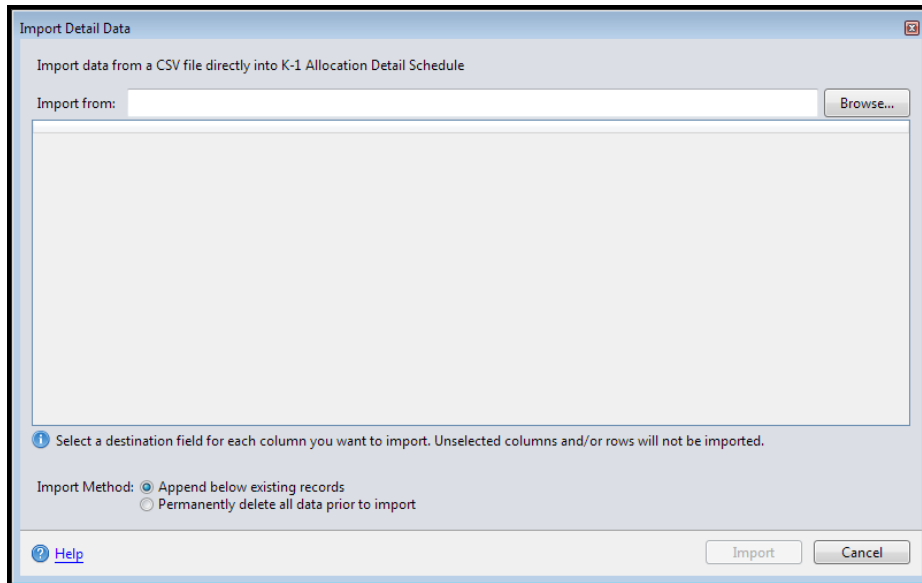 Import Detail Data
Import data from a CSV file directly into K-1 Allocation Detail Schedule
Import from: Browse...
Select a destination field for each column you want to import. Unselected columns and/or rows will not be imported.
Import Method: Append below existing records
Permanently delete all data prior to import
Help Import Cancel